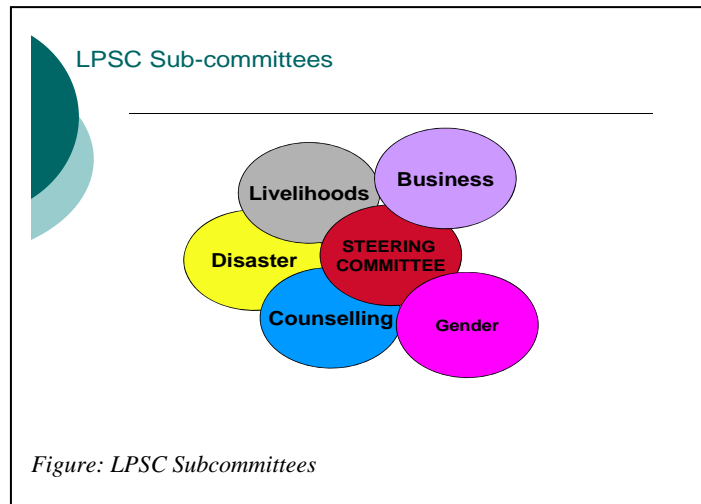 LPSC Sub-committees
Livelihoods
Business
Disaster
STEERING
COMMITTEE
Counselling
Gender
Figure: LPSC Subcommittees